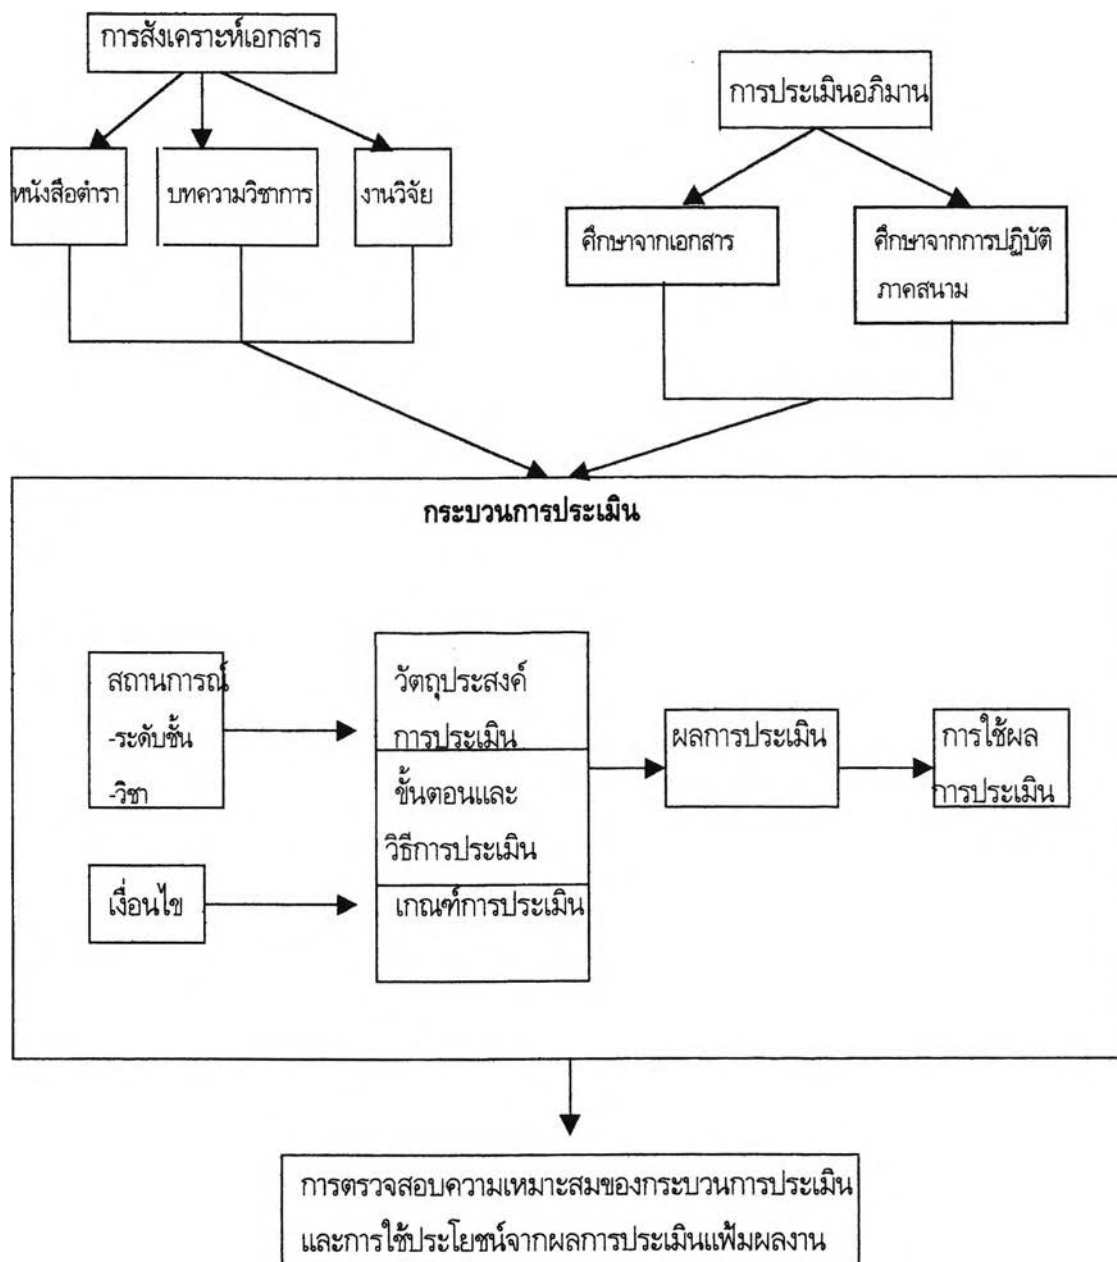 การสังเคราะห์เอกสาร
การประเมินอภิมาน
หนังสือตำรา
บทความวิชาการ
งานวิจัย
ศึกษาจากเอกสาร
ศึกษาจากการปฏิบัติ
ภาคสนาม
กระบวนการประเมิน
สถานการณ์
-ระดับชั้น
-วิชา
เงื่อนไข
วัตถุประสงค์
การประเมิน
ขั้นตอนและ
วิธีการประเมิน
เกณฑ์การประเมิน
ผลการประเมิน
การใช้ผล
การประเมิน
การตรวจสอบความเหมาะสมของกระบวนการประเมิน
และการใช้ประโยชน์จากผลการประเมินแฟ้มผลงาน